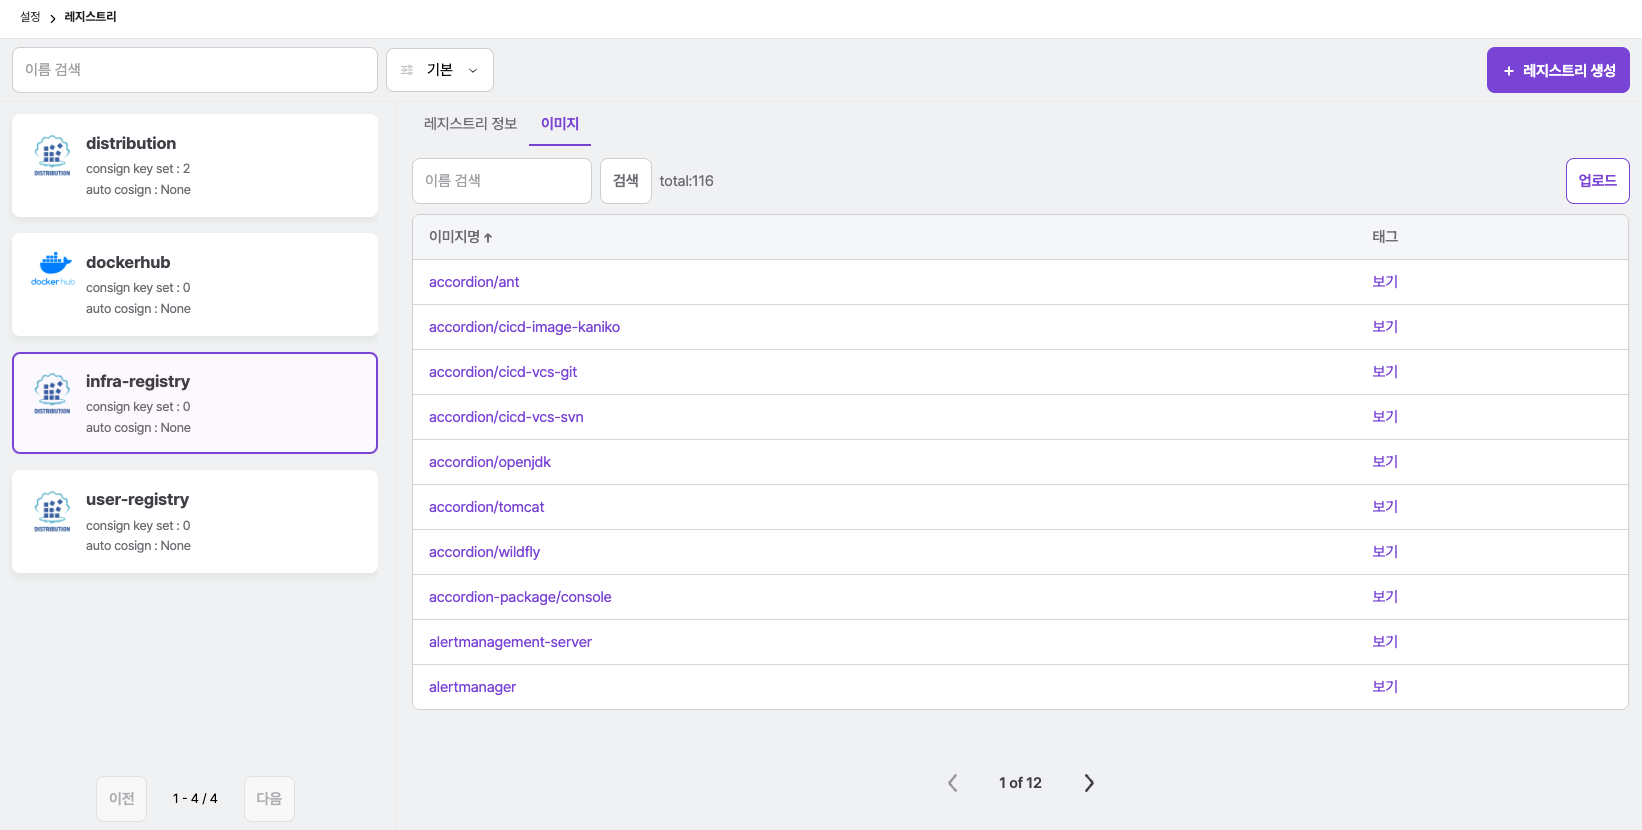 설정 > 레지스트리
이름 검색
기본
+ 레지스트리 생성
distribution
consign key set : 2
auto cosign : None
DISTRIBUTION
dockerhub
consign key set : 0
auto cosign : None
docker hub
infra-registry
consign key set : 0
auto cosign : None
DISTRIBUTION
user-registry
consign key set : 0
auto cosign : None
DISTRIBUTION
이전 1 - 4 / 4 다음
레지스트리 정보 이미지
이름 검색 검색 total:116 업로드
이미지명 ↑ 태그
accordion/ant 보기
accordion/cicd-image-kaniko 보기
accordion/cicd-vcs-git 보기
accordion/cicd-vcs-svn 보기
accordion/openjdk 보기
accordion/tomcat 보기
accordion/wildfly 보기
accordion-package/console 보기
alertmanagement-server 보기
alertmanager 보기
1 of 12